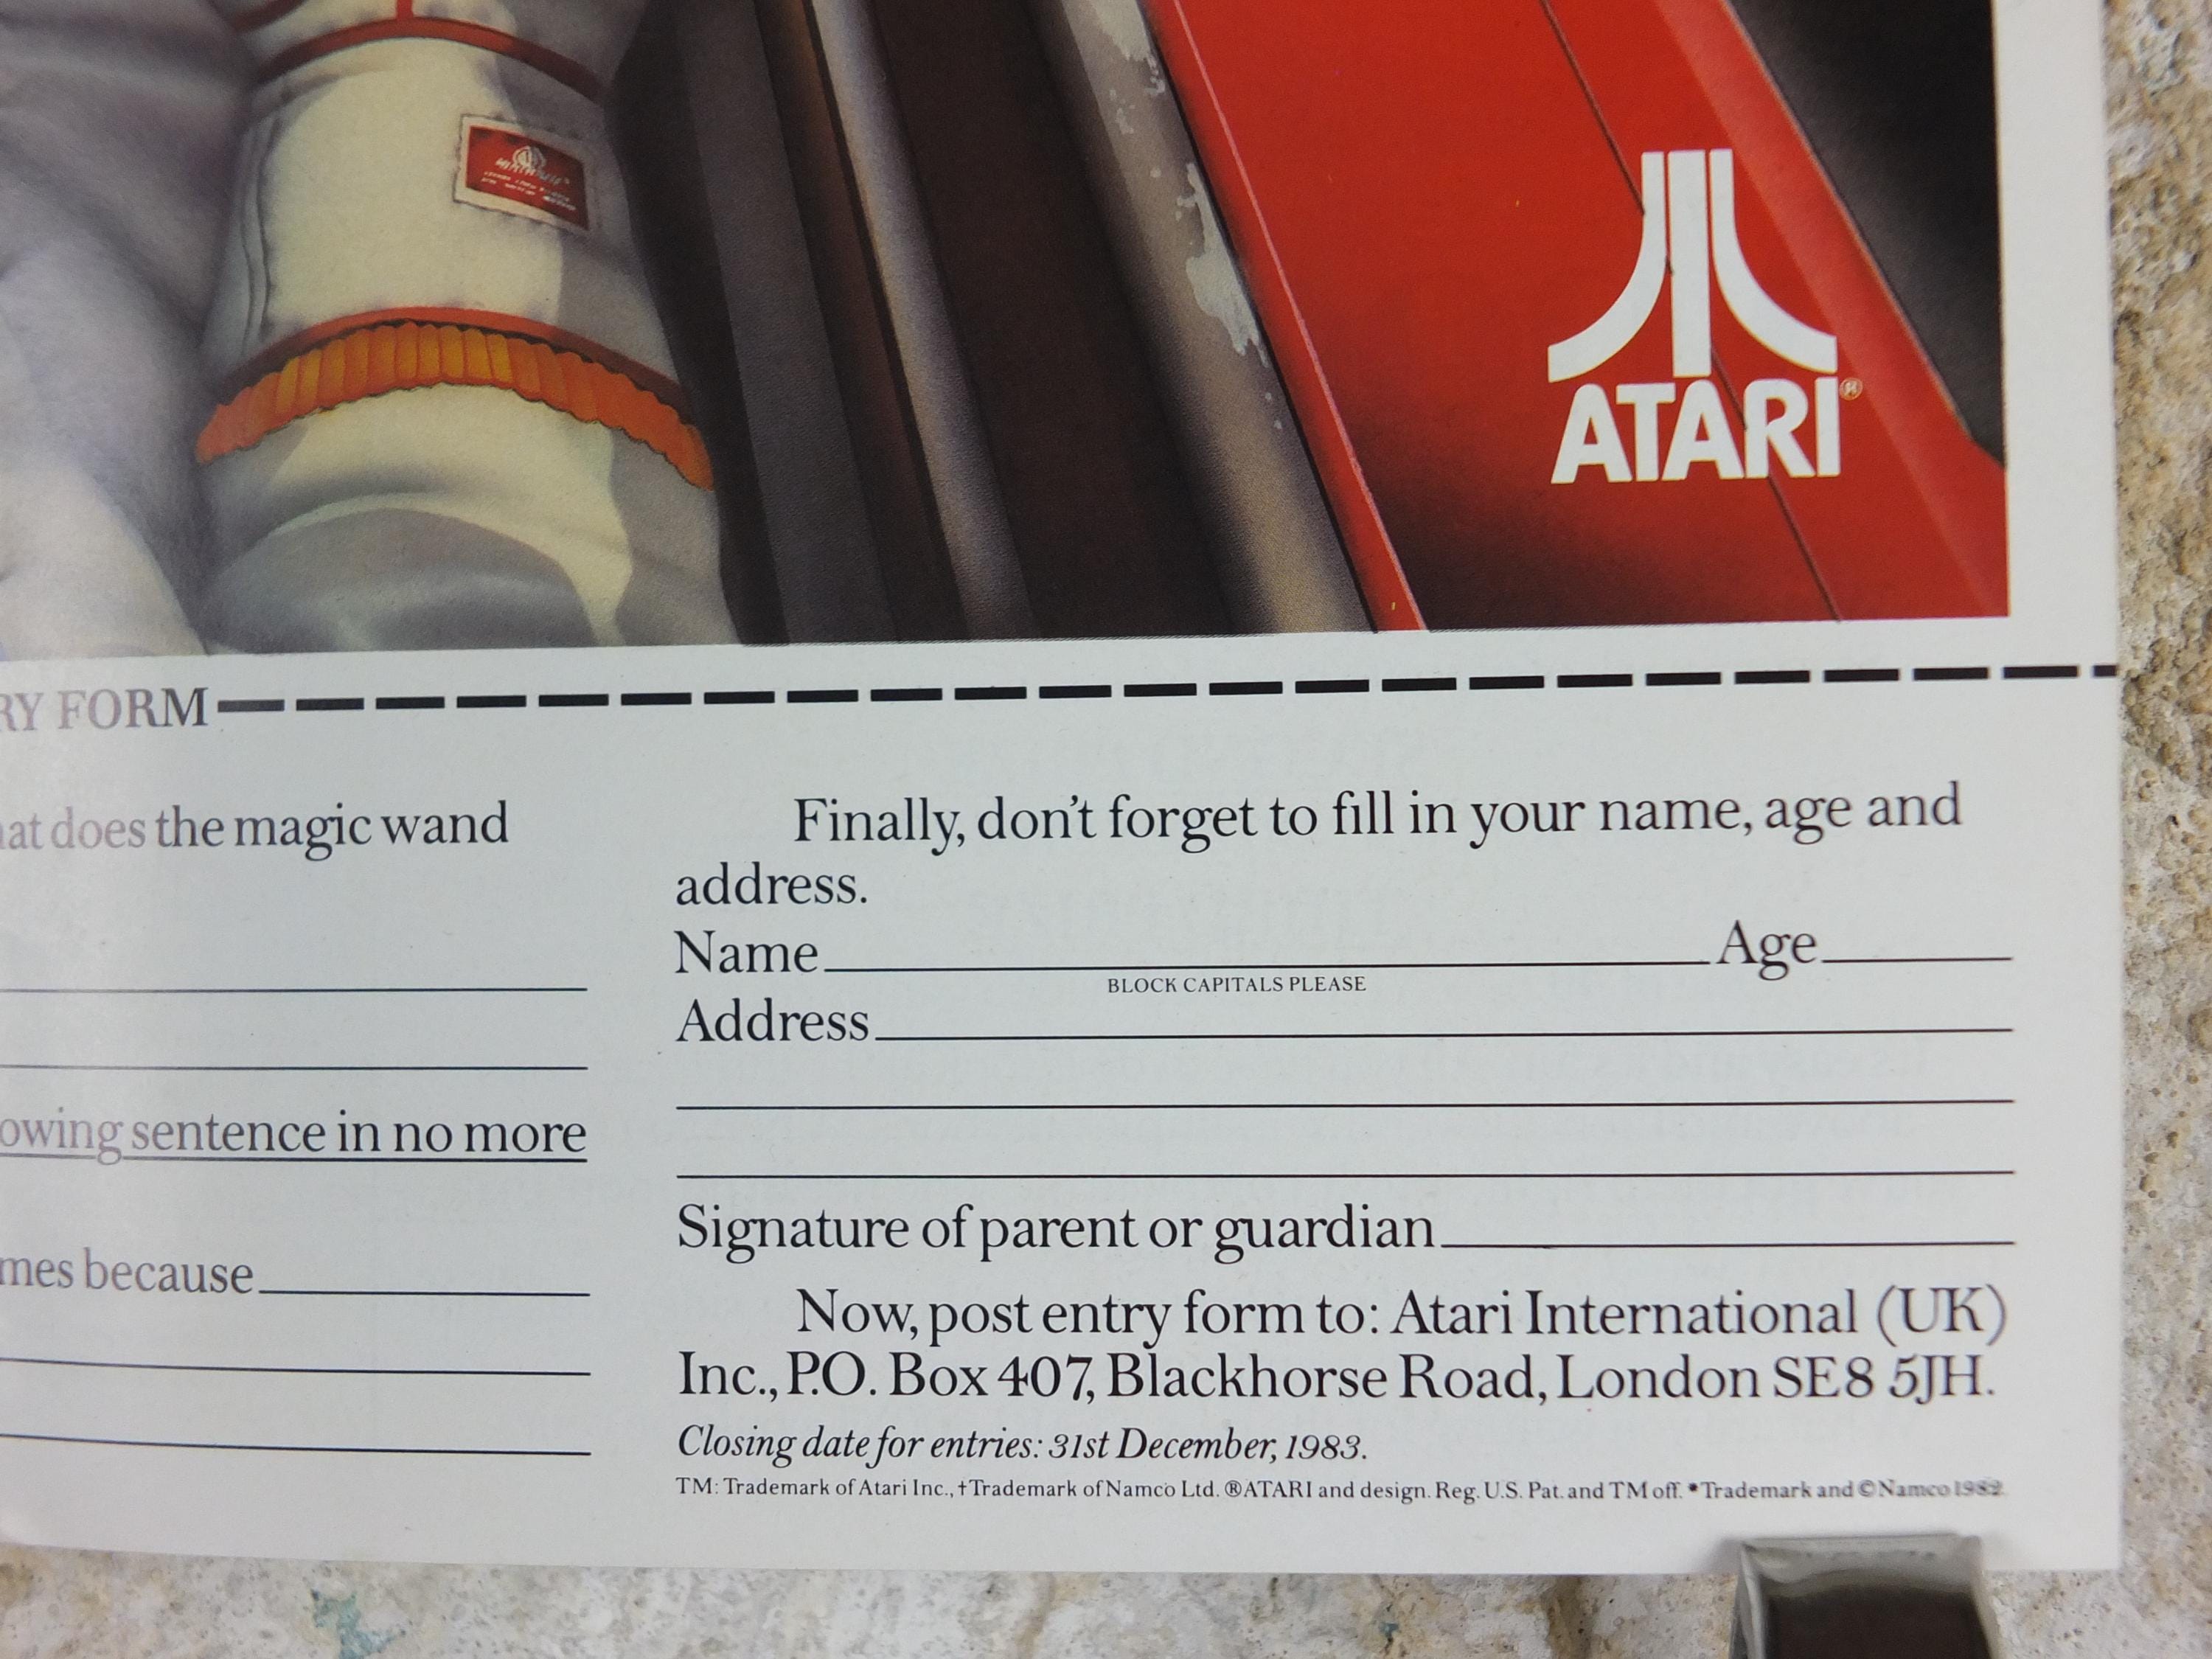 ATARI®
RY FORM
at does the magic wand
owing sentence in no more
mes because
Finally, don't forget to fill in your name, age and
address.
Name Age
BLOCK CAPITALS PLEASE
Address
Signature of parent or guardian
Now, post entry form to: Atari International (UK)
Inc., P.O. Box 407, Blackhorse Road, London SE8 5JH.
Closing date for entries: 31st December, 1983.
TM: Trademark of Atari Inc., †Trademark of Namco Ltd. ®ATARI and design. Reg. U.S. Pat. and TM off. *Trademark and ©Namco 1982